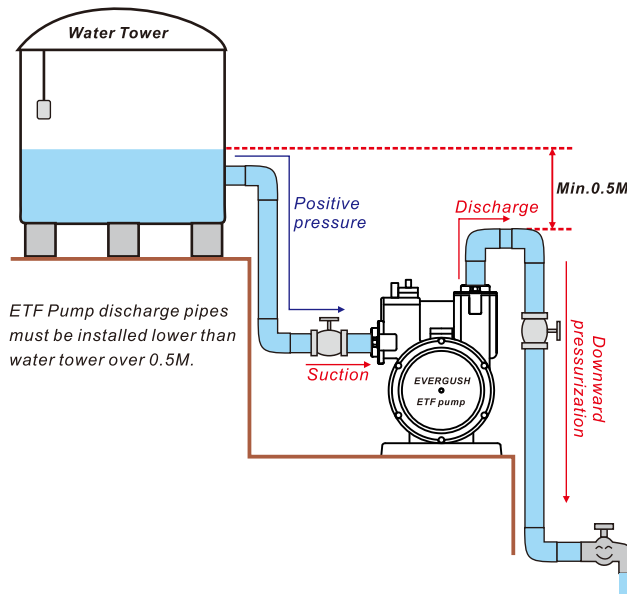 Water Tower
Positive
pressure
Discharge
Min.0.5M
ETF Pump discharge pipes
must be installed lower than
water tower over 0.5M.
Suction
EVERGUSH
ETF pump
Downward
pressurization